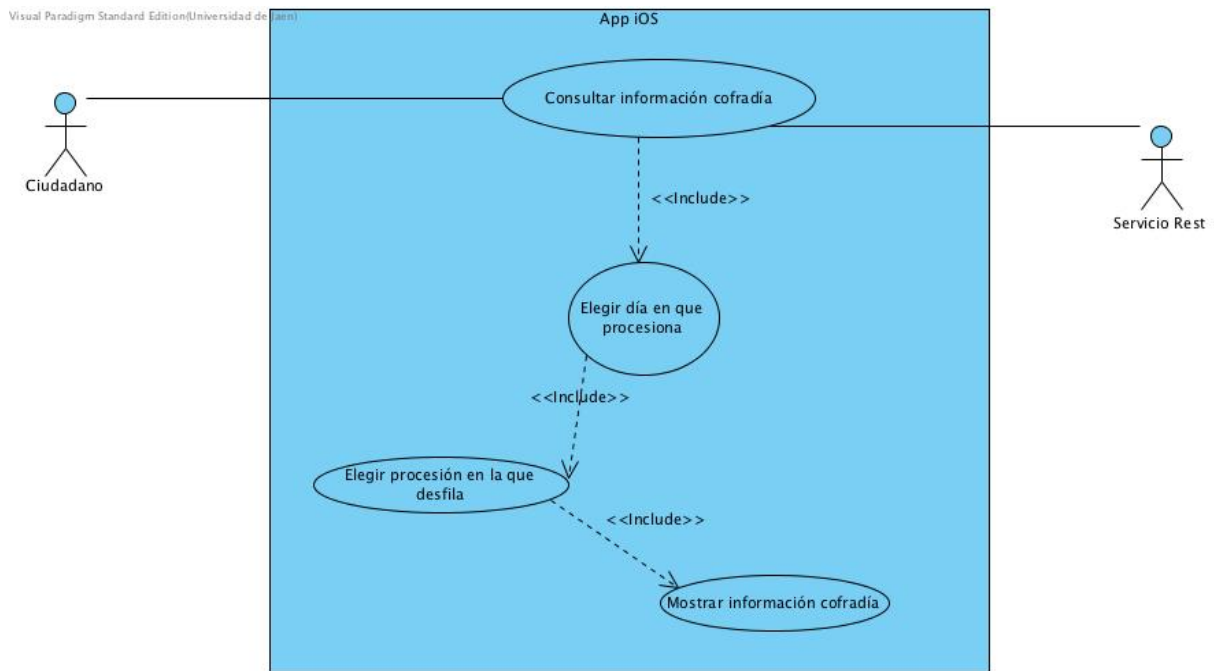 Visual Paradigm Standard Edition(Universidad de Jaen)
App iOS
Consultar información cofradía
Ciudadano
Servicio Rest
<<Include>>
Elegir día en que
procesiona
<<Include>>
Elegir procesión en la que
desfila
<<Include>>
Mostrar información cofradía